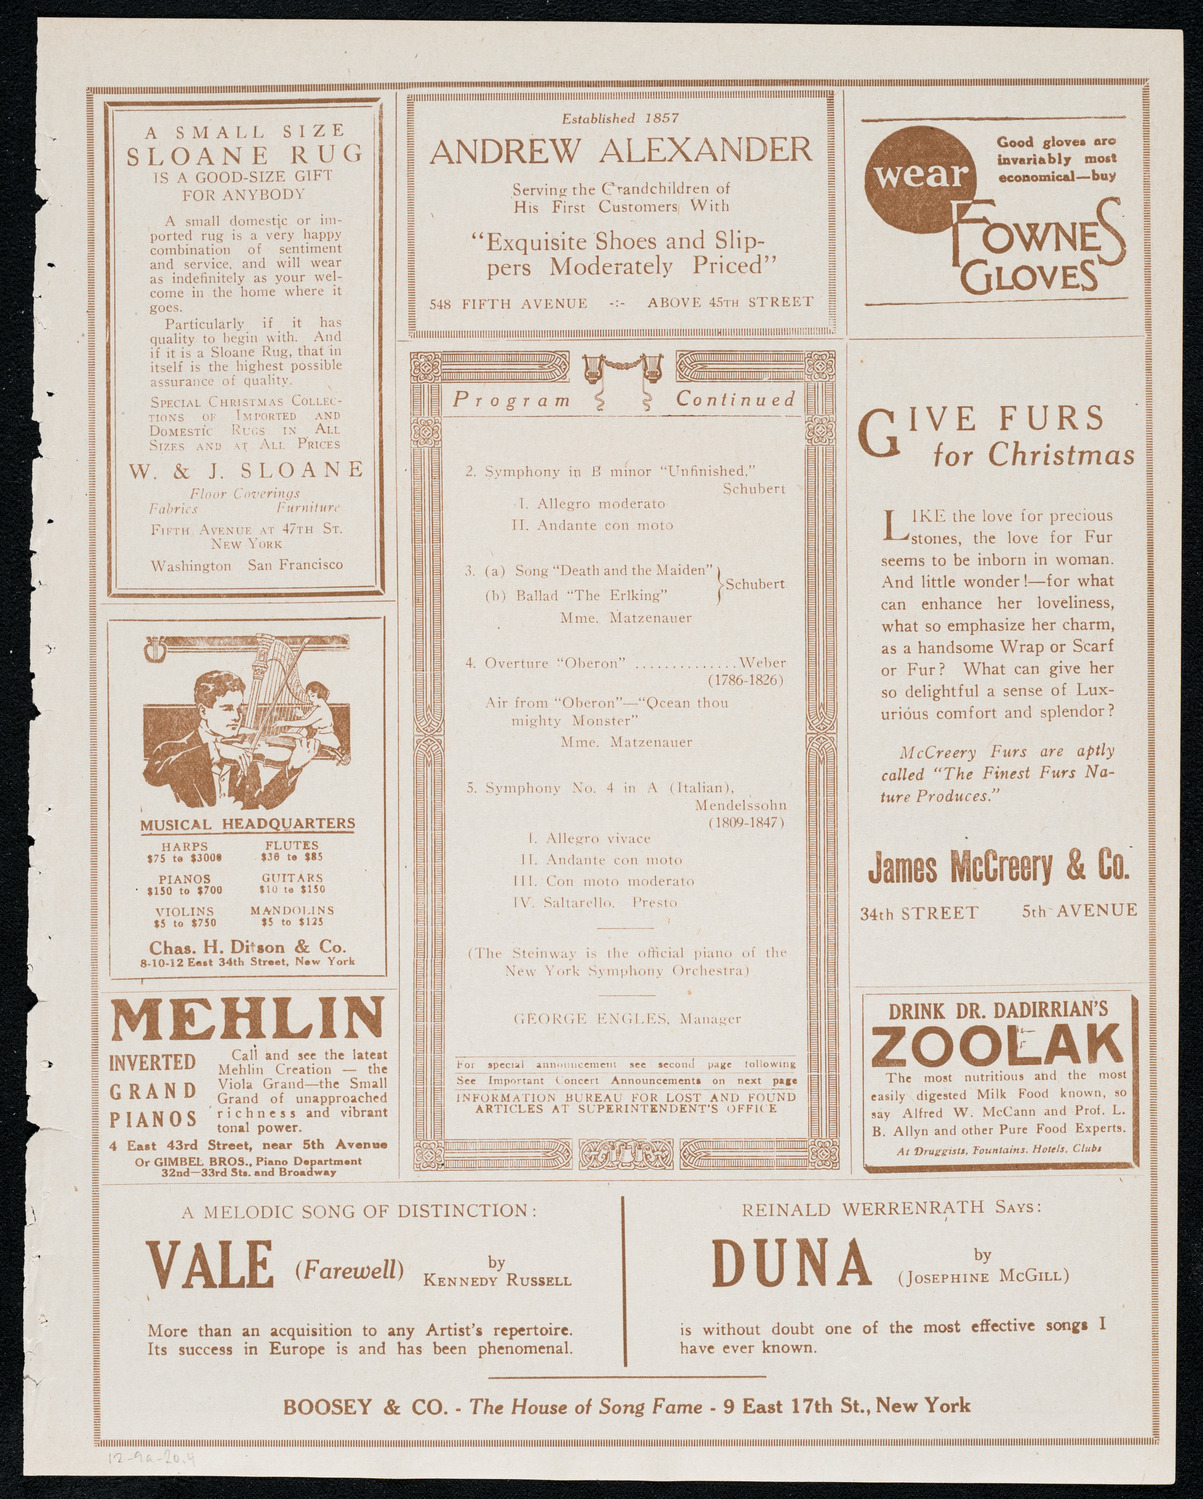 A SMALL SIZE
SLOANE RUG
IS A GOOD-SIZE GIFT
FOR ANYBODY
A small domestic or im-
ported rug is a very happy
combination of sentiment
and service, and will wear
as indefinitely as your wel-
come in the home where it
goes.
Particularly if it has
quality to begin with. And
if it is a Sloane Rug, that in
itself is the highest possible
assurance of quality.
SPECIAL CHRISTMAS COLLEC-
TIONS OF IMPORTED AND
DOMESTIC RUGS IN ALL
SIZES AND AT ALL PRICES
W. & J. SLOANE
Floor Coverings
Fabrics Furniture
FIFTH AVENUE AT 47TH ST.
NEW YORK
Washington San Francisco
MUSICAL HEADQUARTERS
HARPS FLUTES
$75 to $3000 $36 to $85
PIANOS GUITARS
$150 to $700 $10 to $150
VIOLINS MANDOLINS
$5 to $750 $5 to $125
Chas. H. Ditson & Co.
8-10-12 East 34th Street, New York
MEHLIN
INVERTED
GRAND
PIANOS
Call and see the latest
Mehlin Creation — the
Viola Grand—the Small
Grand of unapproached
richness and vibrant
tonal power.
4 East 43rd Street, near 5th Avenue
Or GIMBEL BROS., Piano Department
32nd—33rd Sts. and Broadway
Established 1857
ANDREW ALEXANDER
Serving the Grandchildren of
His First Customers With
"Exquisite Shoes and Slip-
pers Moderately Priced"
548 FIFTH AVENUE -:- ABOVE 45TH STREET
Program Continued
2. Symphony in B minor "Unfinished,"
Schubert
I. Allegro moderato
II. Andante con moto
3. (a) Song "Death and the Maiden"
(b) Ballad "The Erlking"
Schubert
Mme. Matzenauer
4. Overture "Oberon" ..............Weber
(1786-1826)
Air from "Oberon"—"Ocean thou
mighty Monster"
Mme. Matzenauer
5. Symphony No. 4 in A (Italian),
Mendelssohn
(1809-1847)
I. Allegro vivace
II. Andante con moto
III. Con moto moderato
IV. Saltarello. Presto
(The Steinway is the official piano of the
New York Symphony Orchestra)
GEORGE ENGLES, Manager
For special announcement see second page following
See Important Concert Announcements on next page
INFORMATION BUREAU FOR LOST AND FOUND
ARTICLES AT SUPERINTENDENT'S OFFICE
wear
Good gloves are
invariably most
economical—buy
FOWNES
GLOVES
GIVE FURS
for Christmas
LIKE the love for precious
stones, the love for Fur
seems to be inborn in woman.
And little wonder!—for what
can enhance her loveliness,
what so emphasize her charm,
as a handsome Wrap or Scarf
or Fur? What can give her
so delightful a sense of Lux-
urious comfort and splendor?
McCreery Furs are aptly
called "The Finest Furs Na-
ture Produces."
James McCreery & Co.
34th STREET 5th AVENUE
DRINK DR. DADIRRIAN'S
ZOOLAK
The most nutritious and the most
easily digested Milk Food known, so
say Alfred W. McCann and Prof. L.
B. Allyn and other Pure Food Experts.
At Druggists, Fountains, Hotels, Clubs
A MELODIC SONG OF DISTINCTION:
VALE (Farewell) by
KENNEDY RUSSELL
More than an acquisition to any Artist's repertoire.
Its success in Europe is and has been phenomenal.
REINALD WERRENRATH SAYS:
DUNA by
(JOSEPHINE MCGILL)
is without doubt one of the most effective songs I
have ever known.
BOOSEY & CO. - The House of Song Fame - 9 East 17th St., New York